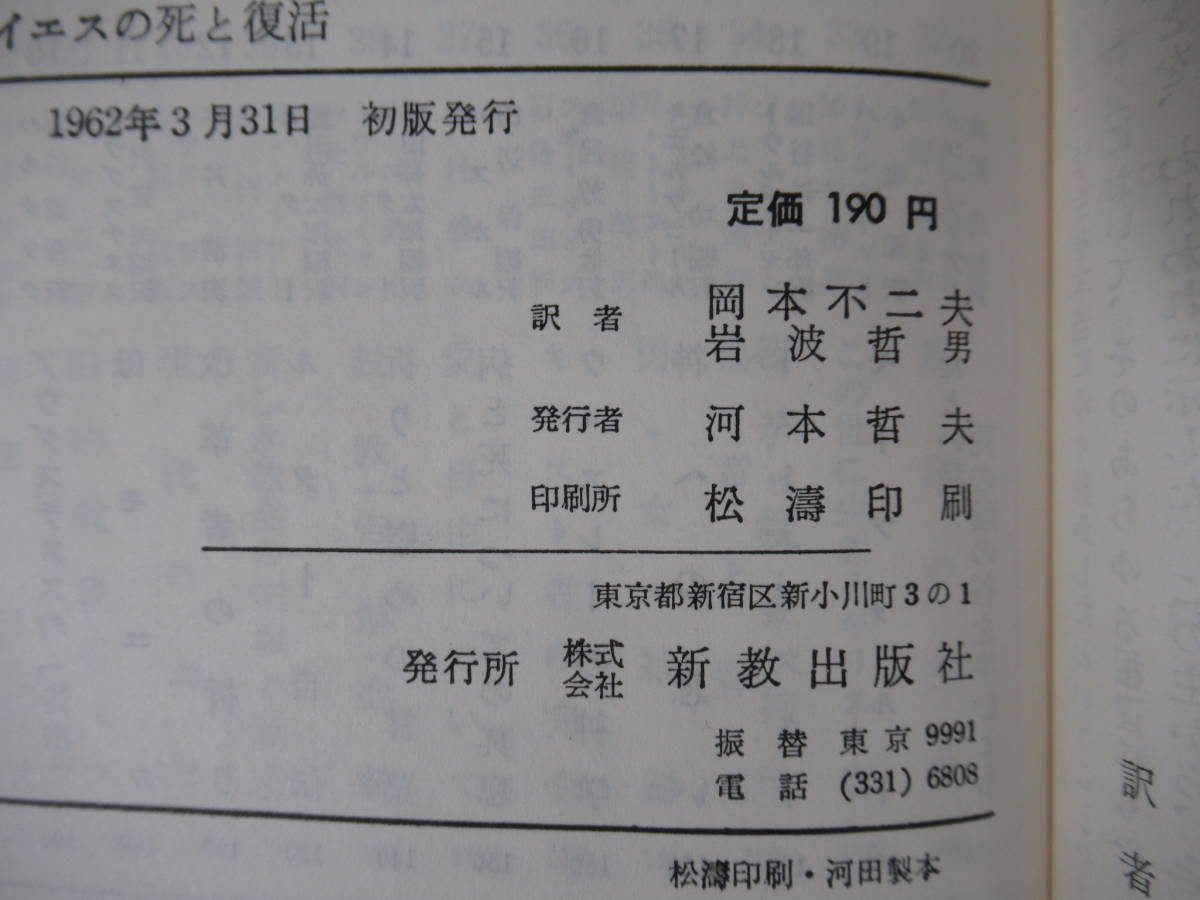 イエスの死と復活
1962年3月31日 初版発行
定価 190 円
訳者 岡本不二夫
岩波哲男
発行者 河本哲夫
印刷所 松濤印刷
東京都新宿区新小川町3の1
発行所 株式会社 新教出版社
振替 東京 9991
電話 (331) 6808
松濤印刷・河田製本
訳者